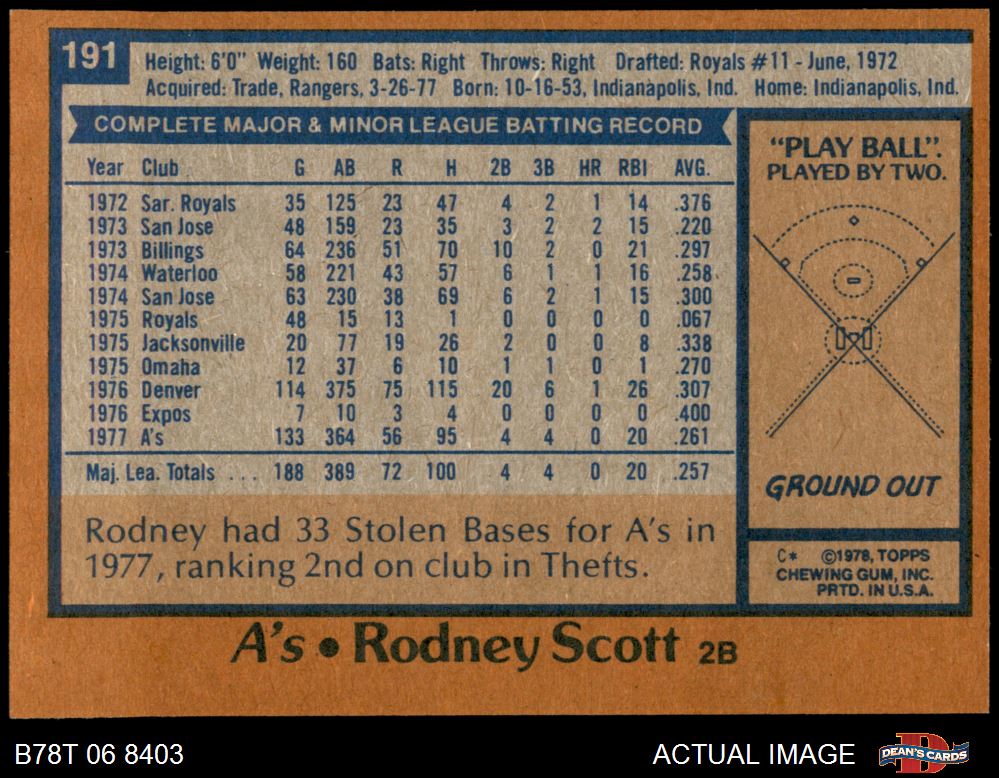 191
Height: 6'0" Weight: 160 Bats: Right Throws: Right Drafted: Royals #11 - June, 1972
Acquired: Trade, Rangers, 3-26-77 Born: 10-16-53, Indianapolis, Ind. Home: Indianapolis, Ind.
COMPLETE MAJOR & MINOR LEAGUE BATTING RECORD
Year Club G AB R H 2B 3B HR RBI AVG.
1972 Sar. Royals 35 125 23 47 4 2 1 14 .376
1973 San Jose 48 159 23 35 3 2 2 15 .220
1973 Billings 64 236 51 70 10 2 0 21 .297
1974 Waterloo 58 221 43 57 6 1 1 16 .258
1974 San Jose 63 230 38 69 6 2 1 15 .300
1975 Royals 48 15 13 1 0 0 0 0 .067
1975 Jacksonville 20 77 19 26 2 0 0 8 .338
1975 Omaha 12 37 6 10 1 1 0 1 .270
1976 Denver 114 375 75 115 20 6 1 26 .307
1976 Expos 7 10 3 4 0 0 0 0 .400
1977 A's 133 364 56 95 4 4 0 20 .261
Maj. Lea. Totals ... 188 389 72 100 4 4 0 20 .257
Rodney had 33 Stolen Bases for A's in
1977, ranking 2nd on club in Thefts.
"PLAY BALL".
PLAYED BY TWO.
GROUND OUT
C* ©1978, TOPPS
CHEWING GUM, INC.
PRTD. IN U.S.A.
A's • Rodney Scott 2B
B78T 06 8403
ACTUAL IMAGE
D
DEAN'S CARDS